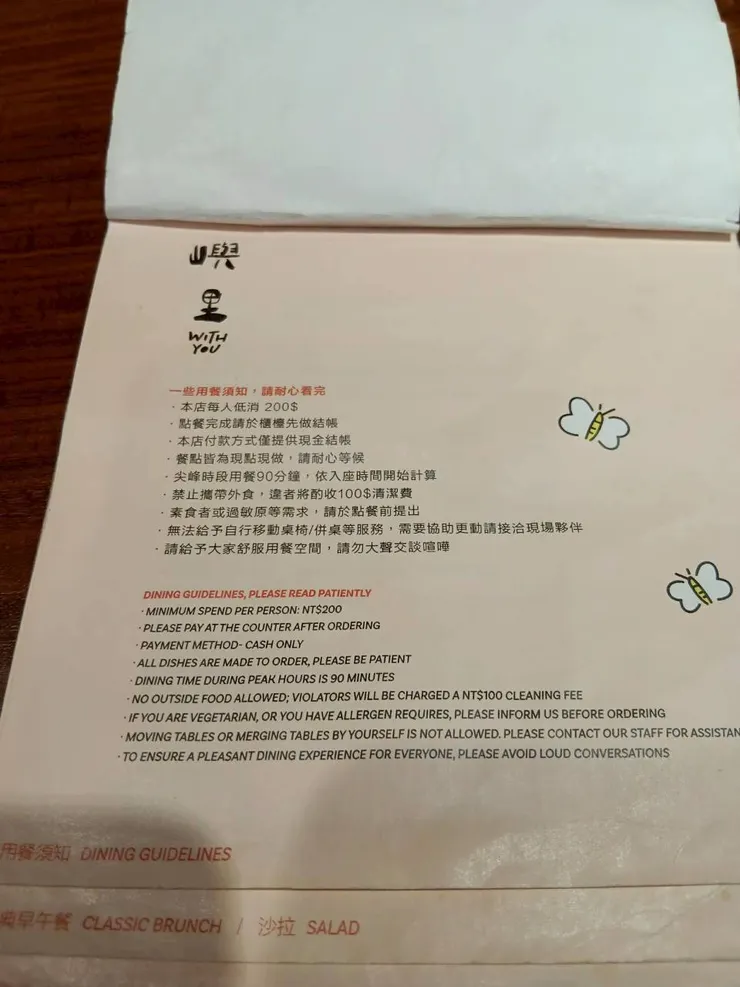 嶼
里
WITH
YOU
一些用餐須知，請耐心看完
·本店每人低消 200$
·點餐完成請於櫃檯先做結帳
·本店付款方式僅提供現金結帳
·餐點皆為現點現做，請耐心等候
·尖峰時段用餐90分鐘，依入座時間開始計算
·禁止攜帶外食，違者將酌收100$清潔費
·素食者或過敏原等需求，請於點餐前提出
·無法給予自行移動桌椅/併桌等服務，需要協助更動請接洽現場夥伴
·請給予大家舒服用餐空間，請勿大聲交談喧嘩
DINING GUIDELINES, PLEASE READ PATIENTLY
·MINIMUM SPEND PER PERSON: NT$200
·PLEASE PAY AT THE COUNTER AFTER ORDERING
·PAYMENT METHOD- CASH ONLY
·ALL DISHES ARE MADE TO ORDER, PLEASE BE PATIENT
·DINING TIME DURING PEAK HOURS IS 90 MINUTES
·NO OUTSIDE FOOD ALLOWED; VIOLATORS WILL BE CHARGED A NT$100 CLEANING FEE
·IF YOU ARE VEGETARIAN, OR YOU HAVE ALLERGEN REQUIRES, PLEASE INFORM US BEFORE ORDERING
·MOVING TABLES OR MERGING TABLES BY YOURSELF IS NOT ALLOWED. PLEASE CONTACT OUR STAFF FOR ASSISTAN
·TO ENSURE A PLEASANT DINING EXPERIENCE FOR EVERYONE, PLEASE AVOID LOUD CONVERSATIONS
用餐須知 DINING GUIDELINES
典早午餐 CLASSIC BRUNCH / 沙拉 SALAD